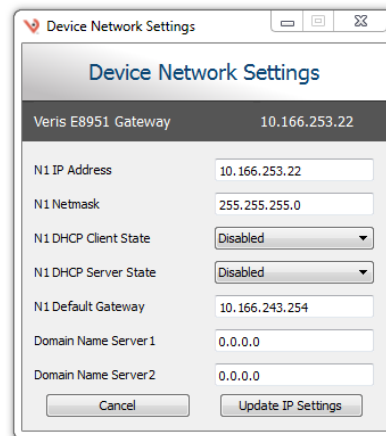 Device Network Settings
Device Network Settings
Veris E8951 Gateway 10.166.253.22
N1 IP Address 10.166.253.22
N1 Netmask 255.255.255.0
N1 DHCP Client State Disabled
N1 DHCP Server State Disabled
N1 Default Gateway 10.166.243.254
Domain Name Server1 0.0.0.0
Domain Name Server2 0.0.0.0
Cancel Update IP Settings